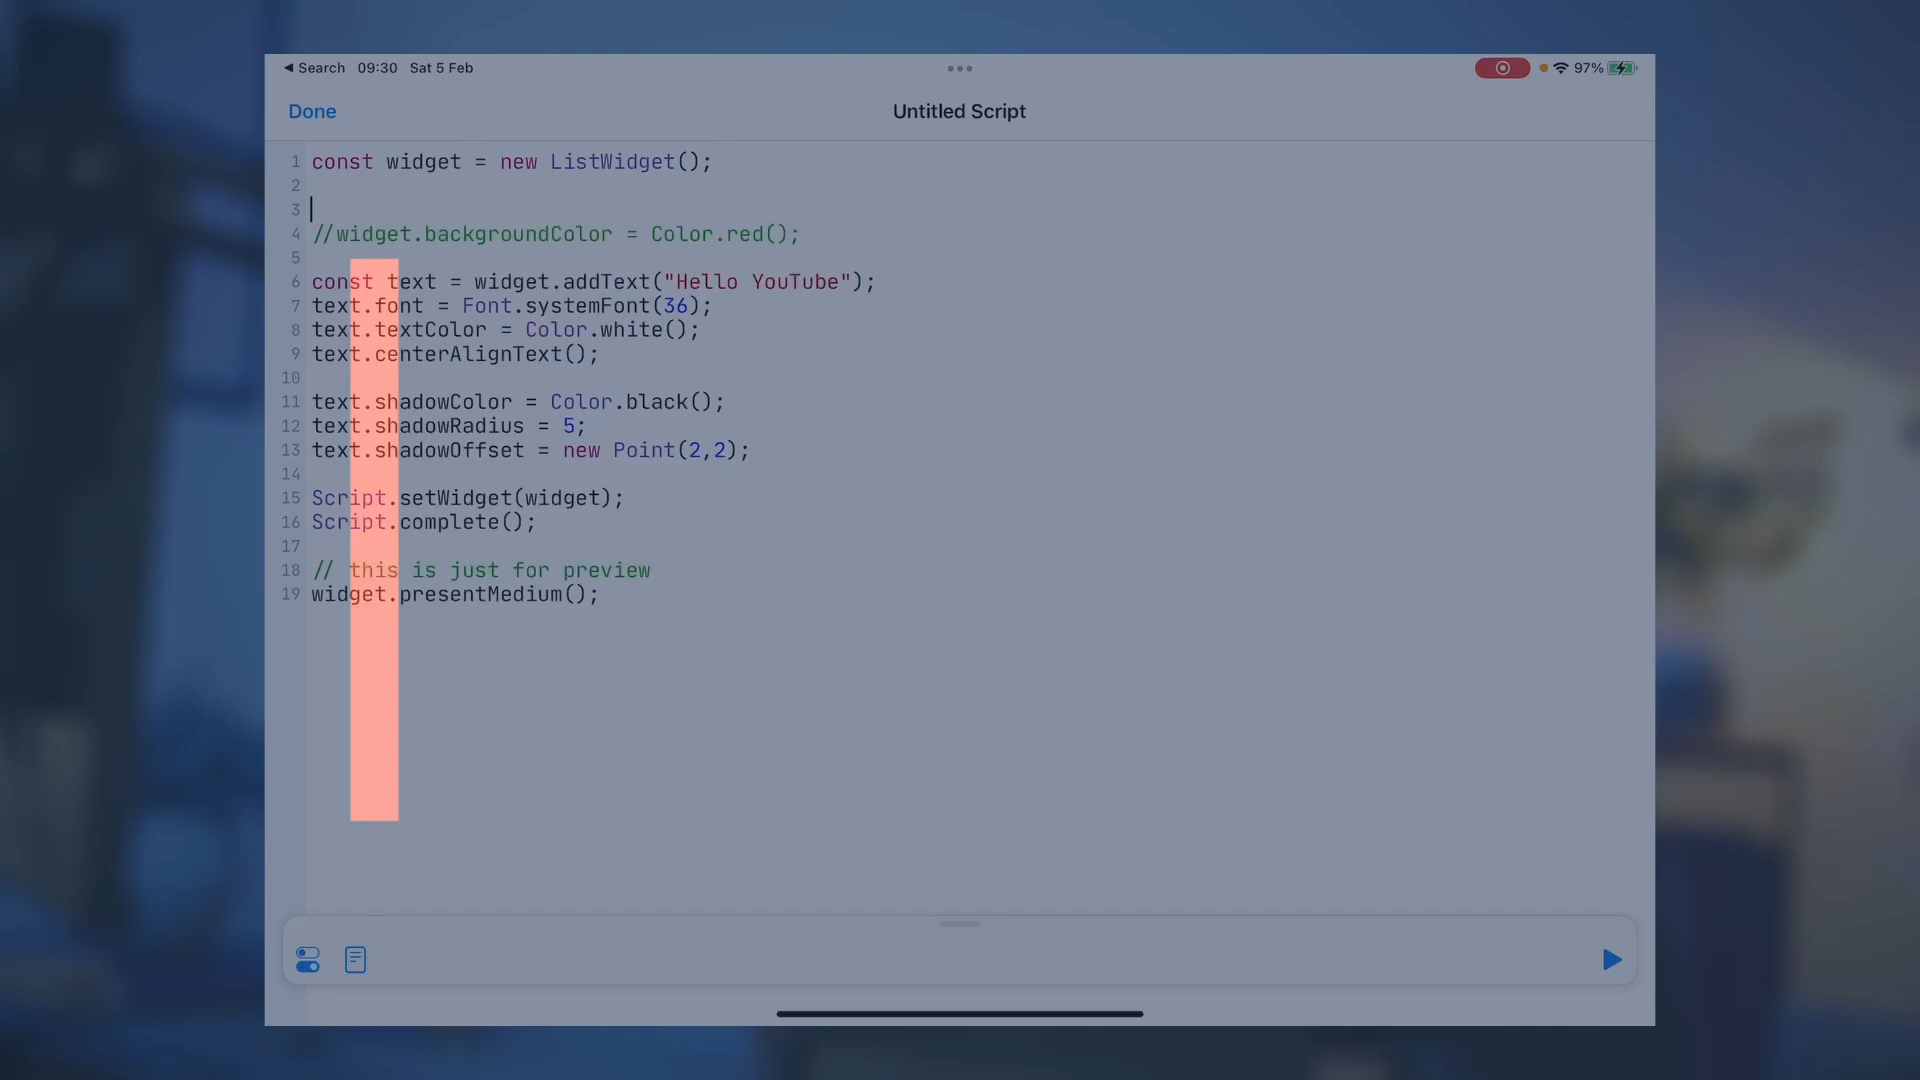 ◀ Search 09:30 Sat 5 Feb
97%
Done
Untitled Script
1 const widget = new ListWidget();
2
3
4 //widget.backgroundColor = Color.red();
5
6 const text = widget.addText("Hello YouTube");
7 text.font = Font.systemFont(36);
8 text.textColor = Color.white();
9 text.centerAlignText();
10
11 text.shadowColor = Color.black();
12 text.shadowRadius = 5;
13 text.shadowOffset = new Point(2,2);
14
15 Script.setWidget(widget);
16 Script.complete();
17
18 // this is just for preview
19 widget.presentMedium();